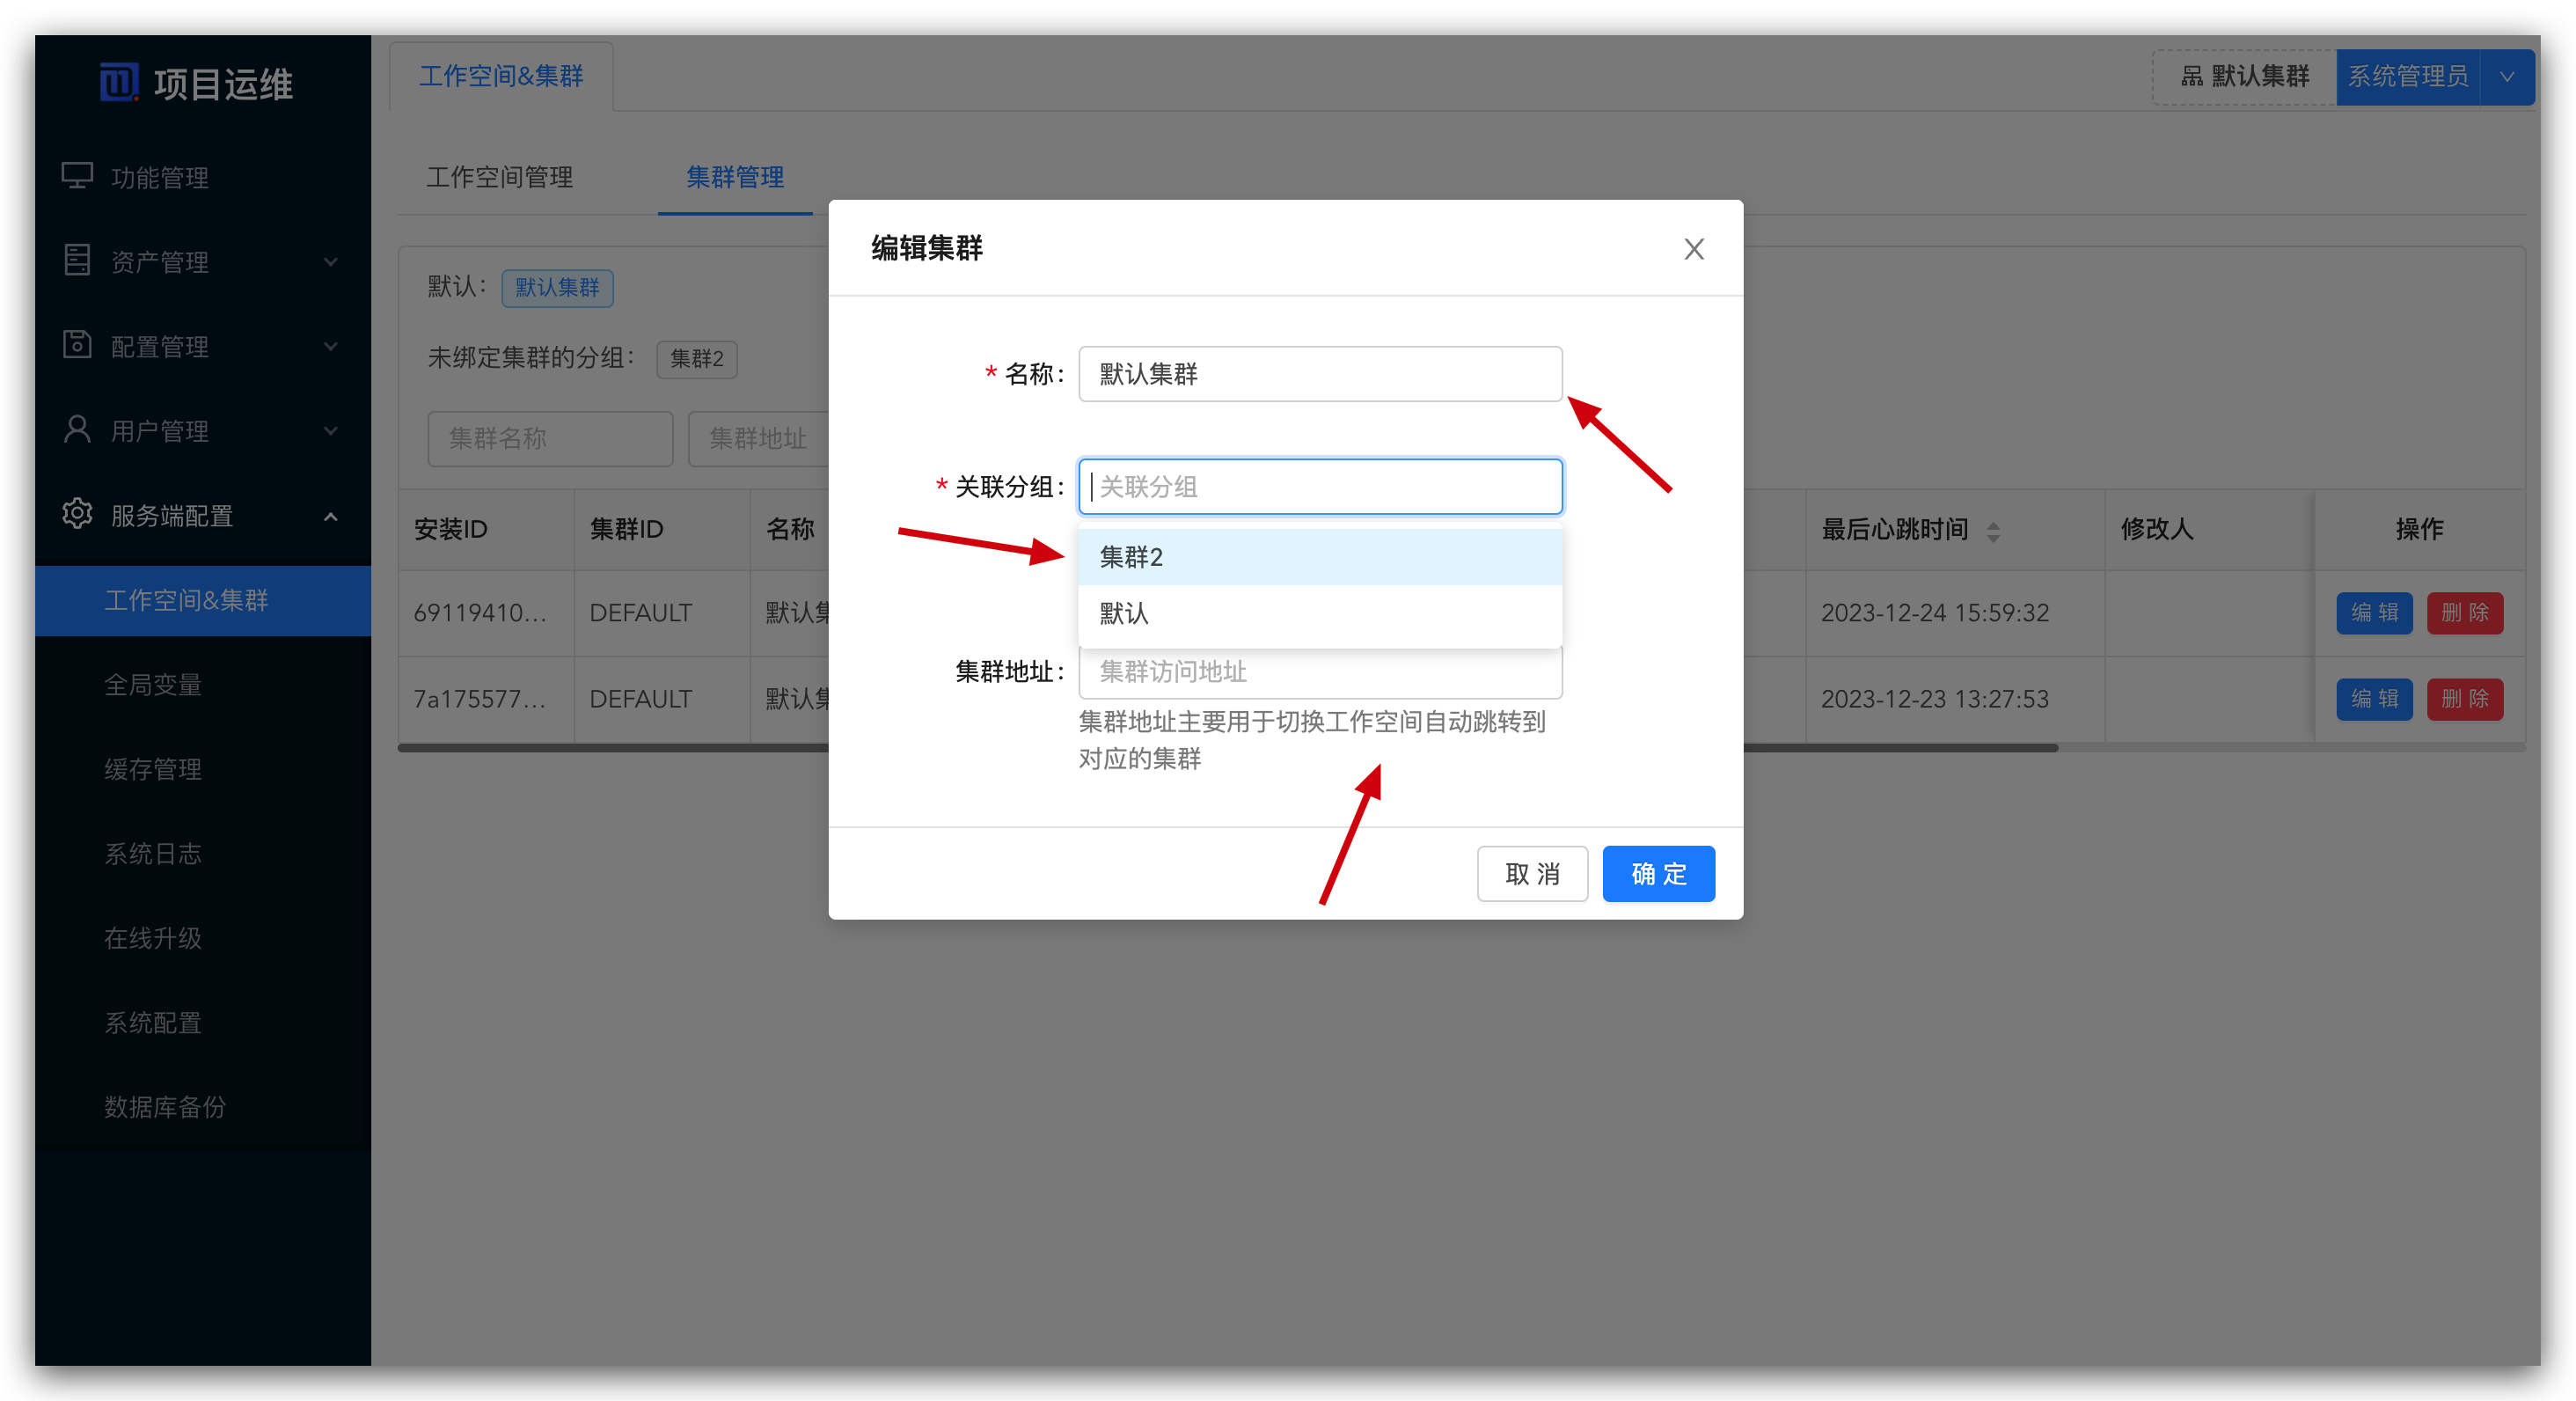 项目运维
功能管理
资产管理
配置管理
用户管理
服务端配置
工作空间&集群
全局变量
缓存管理
系统日志
在线升级
系统配置
数据库备份
工作空间&集群
默认集群
系统管理员
工作空间管理
集群管理
默认：
默认集群
未绑定集群的分组：
集群2
集群名称
集群地址
安装ID
集群ID
名称
最后心跳时间
修改人
操作
69119410...
DEFAULT
默认集
2023-12-24 15:59:32
编 辑
删 除
7a175577...
DEFAULT
默认集
2023-12-23 13:27:53
编 辑
删 除
编辑集群
* 名称：
默认集群
* 关联分组：
关联分组
集群2
默认
集群地址：
集群访问地址
集群地址主要用于切换工作空间自动跳转到
对应的集群
取 消
确 定